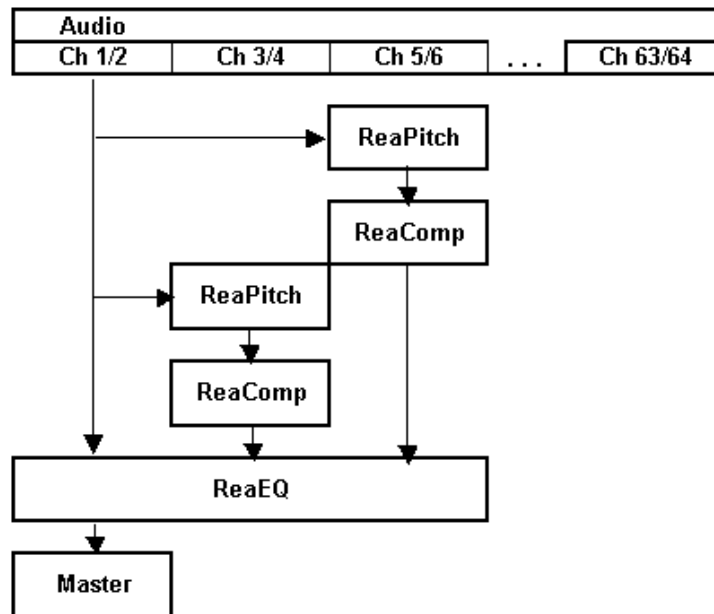 Audio
Ch 1/2 Ch 3/4 Ch 5/6 . . . Ch 63/64
ReaPitch
ReaComp
ReaPitch
ReaComp
ReaEQ
Master